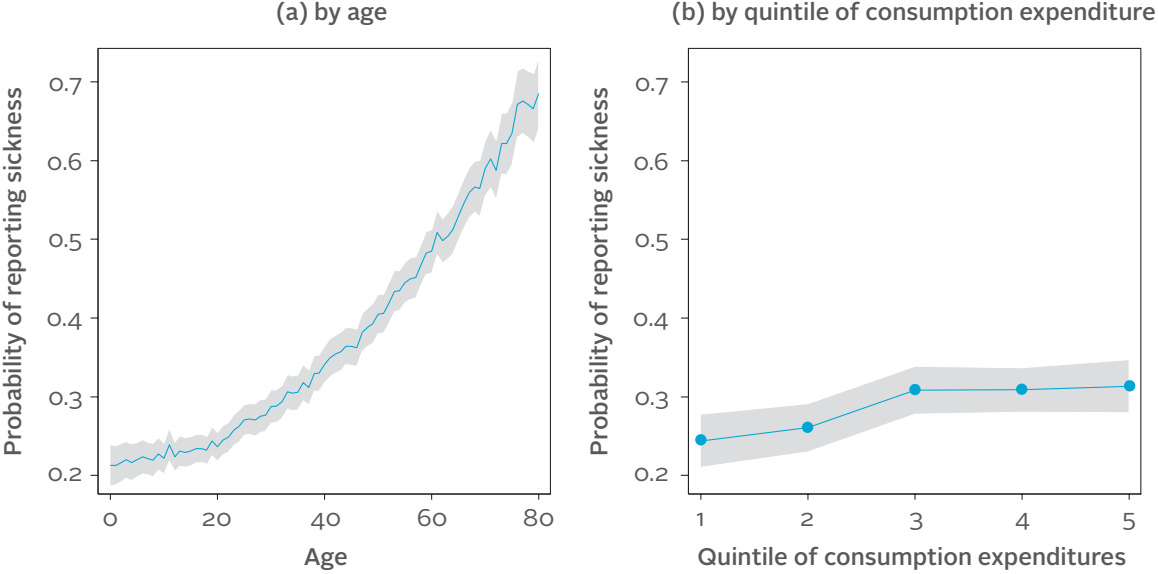 (a) by age
Probability of reporting sickness
0.7
0.6
0.5
0.4
0.3
0.2
0 20 40 60 80
Age
(b) by quintile of consumption expenditure
Probability of reporting sickness
0.7
0.6
0.5
0.4
0.3
0.2
1 2 3 4 5
Quintile of consumption expenditures